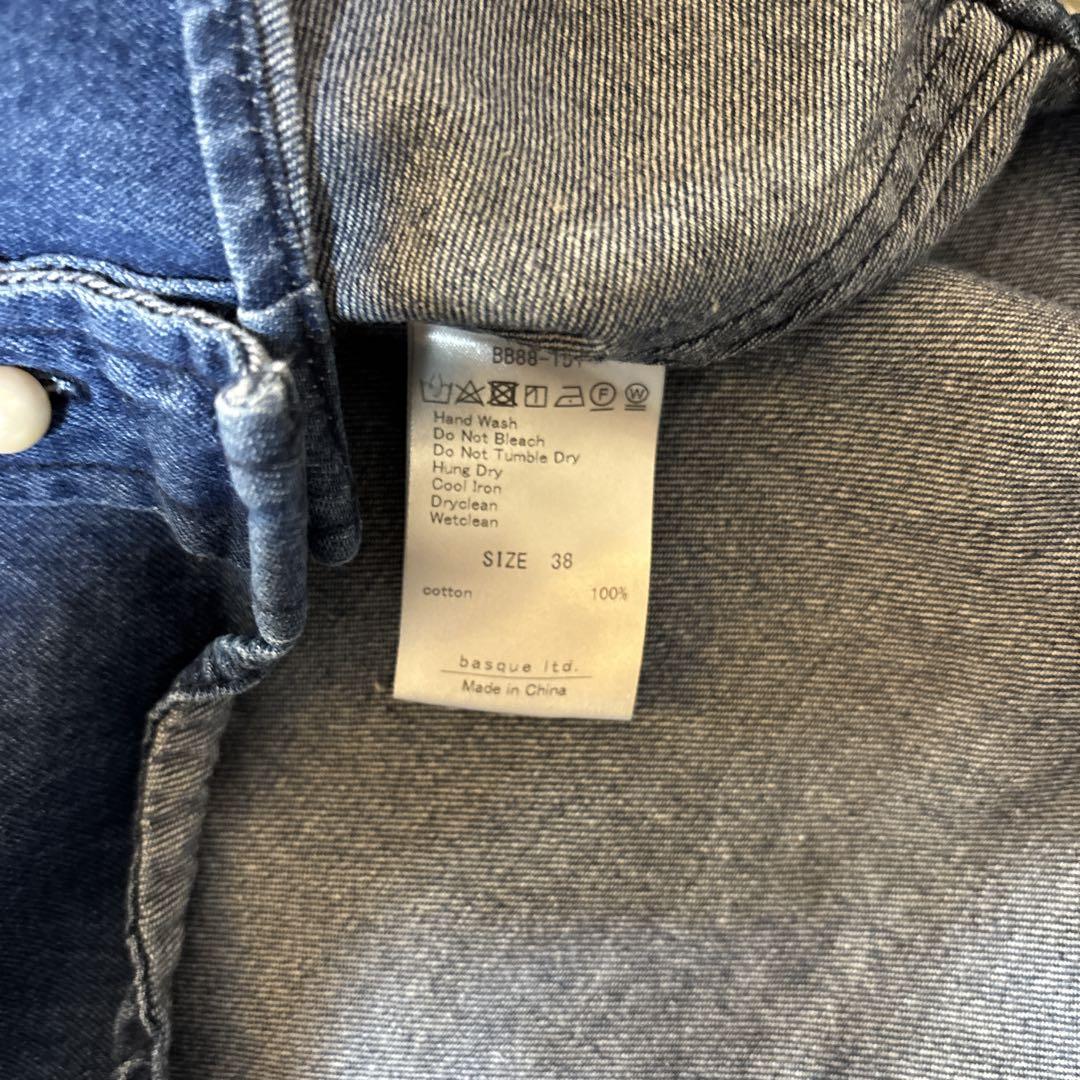 Hand Wash
Do Not Bleach
Do Not Tumble Dry
Hung Dry
Cool Iron
Dryclean
Wetclean
SIZE 38
cotton 100%
basque ltd.
Made in China